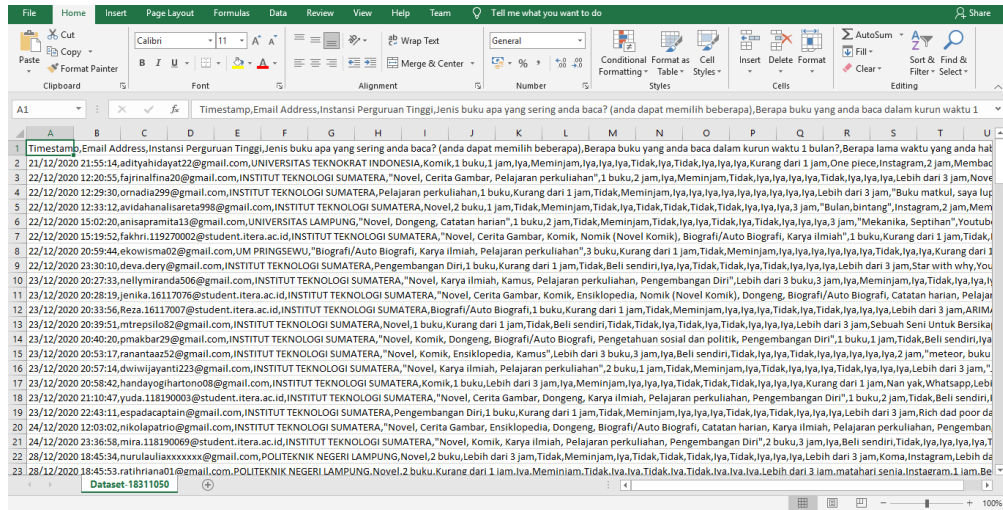 File Home Insert Page Layout Formulas Data Review View Help Team Tell me what you want to do Share
Cut
Copy
Format Painter
Paste
Calibri 11
Wrap Text
Merge & Center
General
Conditional Formatting
Format as Table
Cell Styles
Insert Delete Format
AutoSum
Fill
Clear
Sort & Filter
Find & Select
Clipboard Font Alignment Number Styles Cells Editing
A1 fx Timestamp,Email Address,Instansi Perguruan Tinggi,Jenis buku apa yang sering anda baca? (anda dapat memilih beberapa),Berapa buku yang anda baca dalam kurun waktu 1
A B C D E F G H I J K L M N O P Q R S T U
1 Timestamp,Email Address,Instansi Perguruan Tinggi,Jenis buku apa yang sering anda baca? (anda dapat memilih beberapa),Berapa buku yang anda baca dalam kurun waktu 1 bulan?,Berapa lama waktu yang anda hab
2 21/12/2020 21:55:14,adityahidayat22@gmail.com,UNIVERSITAS TEKNOKRAT INDONESIA,Komik,1 buku,1 jam,Iya,Meminjam,Iya,Iya,Iya,Tidak,Iya,Tidak,Iya,Iya,Iya,Kurang dari 1 jam,One piece,Instagram,2 jam,Membac
3 22/12/2020 12:20:55,fajrinalfina20@gmail.com,INSTITUT TEKNOLOGI SUMATERA,"Novel, Cerita Gambar, Pelajaran perkuliahan",1 buku,2 jam,Iya,Meminjam,Iya,Iya,Iya,Tidak,Iya,Tidak,Iya,Iya,Iya,Lebih dari 3 jam,Nove
4 22/12/2020 12:29:30,ornadia299@gmail.com,INSTITUT TEKNOLOGI SUMATERA,Pelajaran perkuliahan,1 buku,Kurang dari 1 jam,Tidak,Meminjam,Iya,Iya,Iya,Iya,Iya,Iya,Iya,Iya,Iya,Lebih dari 3 jam,"Buku matkul, saya lup
5 22/12/2020 12:33:12,avidahanalisareta998@gmail.com,INSTITUT TEKNOLOGI SUMATERA,Novel,2 buku,1 jam,Tidak,Meminjam,Tidak,Iya,Iya,Tidak,Iya,Iya,Iya,Iya,Iya,3 jam,"Bulan,bintang",Instagram,2 jam,Mem
6 22/12/2020 15:02:20,anisapramita13@gmail.com,UNIVERSITAS LAMPUNG,"Novel, Dongeng, Catatan harian",1 buku,2 jam,Tidak,Meminjam,Tidak,Iya,Iya,Tidak,Iya,Tidak,Iya,Iya,Iya,3 jam,"Mekanika, Septihan",Youtub
7 22/12/2020 15:19:52,fakhri.119270002@student.itera.ac.id,INSTITUT TEKNOLOGI SUMATERA,"Novel, Cerita Gambar, Komik, Nomik (Novel Komik), Biografi/Auto Biografi, Karya ilmiah",1 buku,Kurang dari 1 jam,Tidak,
8 22/12/2020 20:59:44,ekowisma02@gmail.com,UM PRINGSEWU,"Biografi/Auto Biografi, Karya ilmiah, Pelajaran perkuliahan",3 buku,Kurang dari 1 jam,Tidak,Meminjam,Iya,Iya,Iya,Tidak,Iya,Tidak,Iya,Iya,Iya,Kurang dari 1
9 22/12/2020 23:30:10,deva.dery@gmail.com,INSTITUT TEKNOLOGI SUMATERA,Pengembangan Diri,1 buku,Kurang dari 1 jam,Tidak,Beli sendiri,Iya,Iya,Tidak,Tidak,Iya,Tidak,Iya,Iya,Iya,Lebih dari 3 jam,Star with why,You
10 23/12/2020 20:27:33,nellymiranda506@gmail.com,INSTITUT TEKNOLOGI SUMATERA,"Novel, Karya ilmiah, Kamus, Pelajaran perkuliahan, Pengembangan Diri",Lebih dari 3 buku,3 jam,Iya,Meminjam,Iya,Iya,Tidak,Tidak,Iya
11 23/12/2020 20:28:19,jenika.16117076@student.itera.ac.id,INSTITUT TEKNOLOGI SUMATERA,"Novel, Cerita Gambar, Komik, Ensiklopedia, Nomik (Novel Komik), Dongeng, Biografi/Auto Biografi, Catatan harian, Pelajar
12 23/12/2020 20:33:56,Reza.16117007@student.itera.ac.id,INSTITUT TEKNOLOGI SUMATERA,Biografi/Auto Biografi,1 buku,Kurang dari 1 jam,Tidak,Meminjam,Iya,Iya,Tidak,Tidak,Iya,Iya,Iya,Iya,Iya,Lebih dari 3 jam,ARIMA
13 23/12/2020 20:39:51,mtrepsilo82@gmail.com,INSTITUT TEKNOLOGI SUMATERA,Novel,1 buku,Kurang dari 1 jam,Tidak,Beli sendiri,Tidak,Iya,Iya,Tidak,Iya,Tidak,Iya,Iya,Iya,Lebih dari 3 jam,Sebuah Seni Untuk Bersikap
14 23/12/2020 20:40:20,pmakbar29@gmail.com,INSTITUT TEKNOLOGI SUMATERA,"Novel, Komik, Dongeng, Biografi/Auto Biografi, Pengetahuan sosial dan politik, Pengembangan Diri",1 buku,1 jam,Tidak,Beli sendiri,Iya
15 23/12/2020 20:53:17,ranantaaz52@gmail.com,INSTITUT TEKNOLOGI SUMATERA,"Novel, Komik, Ensiklopedia, Kamus",Lebih dari 3 buku,3 jam,Iya,Beli sendiri,Tidak,Iya,Iya,Tidak,Iya,Iya,Iya,Iya,Iya,2 jam,"meteor, buku
16 23/12/2020 20:57:14,dwiwijayanti223@gmail.com,INSTITUT TEKNOLOGI SUMATERA,"Novel, Karya ilmiah, Pelajaran perkuliahan",2 buku,1 jam,Tidak,Meminjam,Iya,Iya,Iya,Tidak,Tidak,Tidak,Iya,Iya,Iya,Lebih dari 3 jam,".
17 23/12/2020 20:58:42,handayogihartono08@gmail.com,INSTITUT TEKNOLOGI SUMATERA,Komik,1 buku,Lebih dari 3 jam,Iya,Meminjam,Iya,Iya,Tidak,Tidak,Tidak,Iya,Iya,Iya,Iya,Kurang dari 1 jam,Nan yak,Whatsapp,Lebi
18 23/12/2020 21:10:47,yuda.118190003@student.itera.ac.id,INSTITUT TEKNOLOGI SUMATERA,"Novel, Cerita Gambar, Dongeng, Karya ilmiah, Pelajaran perkuliahan, Pengembangan Diri",1 buku,2 jam,Tidak,Beli sendiri,I
19 23/12/2020 22:43:11,espadacaptain@gmail.com,INSTITUT TEKNOLOGI SUMATERA,Pengembangan Diri,1 buku,Kurang dari 1 jam,Tidak,Meminjam,Iya,Iya,Iya,Tidak,Iya,Tidak,Iya,Iya,Iya,Lebih dari 3 jam,Rich dad poor da
20 24/12/2020 12:03:02,nikolapatrio@gmail.com,INSTITUT TEKNOLOGI SUMATERA,"Novel, Cerita Gambar, Ensiklopedia, Dongeng, Biografi/Auto Biografi, Catatan harian, Karya ilmiah, Pelajaran perkuliahan, Pengemban
21 24/12/2020 23:36:58,mira.118190069@student.itera.ac.id,INSTITUT TEKNOLOGI SUMATERA,"Novel, Komik, Karya ilmiah, Pelajaran perkuliahan, Pengembangan Diri",2 buku,3 jam,Iya,Beli sendiri,Tidak,Iya,Iya,Iya,Iya,T
22 28/12/2020 18:45:34,nurulauliaxxxxxxx@gmail.com,POLITEKNIK NEGERI LAMPUNG,Novel,2 buku,Lebih dari 3 jam,Tidak,Meminjam,Tidak,Iya,Iya,Tidak,Iya,Tidak,Iya,Iya,Iya,Lebih dari 3 jam,Koma,Instagram,Lebih da
23 28/12/2020 18:45:53,ratihriana01@gmail.com,POLITEKNIK NEGERI LAMPUNG,Novel,2 buku,Kurang dari 1 jam,Iya,Meminjam,Tidak,Iya,Iya,Tidak,Iya,Tidak,Iya,Iya,Iya,Lebih dari 3 jam,matahari senja,Instagram,1 jam,Be
Dataset-18311050
100%